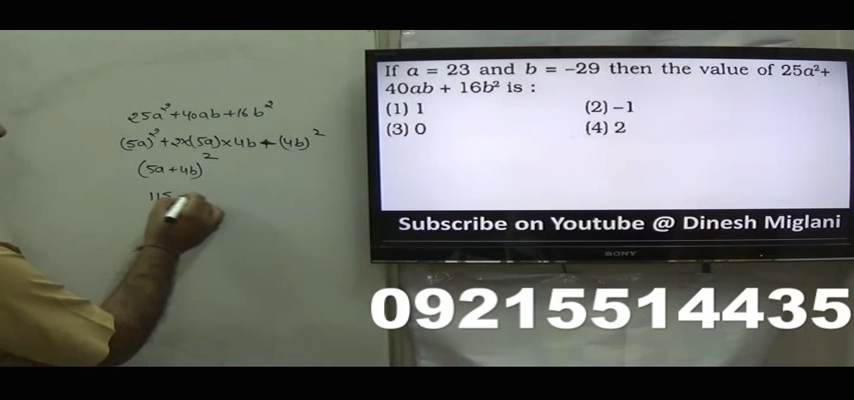 25a²+40ab+16b²
(5a)²+2×(5a)×4b+(4b)²
(5a+4b)²
115 -
If a = 23 and b = –29 then the value of 25a²+
40ab + 16b² is :
(1) 1 (2) –1
(3) 0 (4) 2
Subscribe on Youtube @ Dinesh Miglani
SONY
09215514435